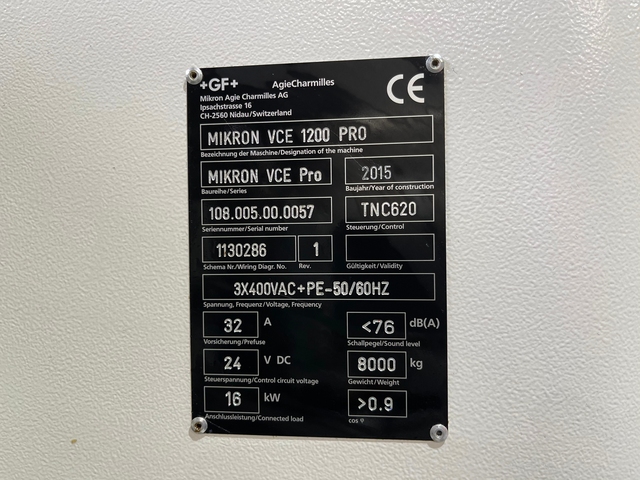 +GF+ AgieCharmilles
Mikron Agie Charmilles AG
Ipsachstrasse 16
CH-2560 Nidau/Switzerland
CE
MIKRON VCE 1200 PRO
Bezeichnung der Maschine/Designation of the machine
MIKRON VCE Pro 2015
Baureihe/Series Baujahr/Year of construction
108.005.00.0057 TNC620
Seriennummer/Serial number Steuerung/Control
1130286 1
Schema Nr./Wiring Diagr. No. Rev. Gültigkeit/Validity
3X400VAC+PE-50/60HZ
Spannung, Frequenz/Voltage, Frequency
32 A <76 dB(A)
Vorsicherung/Prefuse Schallpegel/Sound level
24 V DC 8000 kg
Steuerspannung/Control circuit voltage Gewicht/Weight
16 kW >0.9
Anschlussleistung/Connected load cos φ